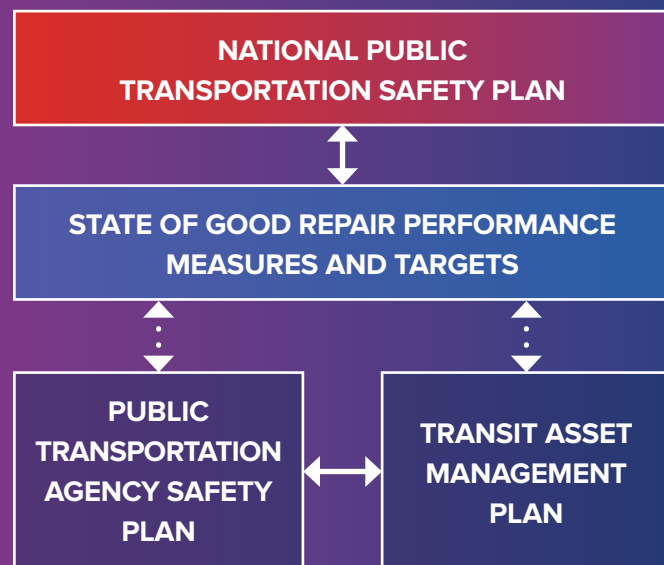 NATIONAL PUBLIC
TRANSPORTATION SAFETY PLAN
STATE OF GOOD REPAIR PERFORMANCE
MEASURES AND TARGETS
PUBLIC
TRANSPORTATION
AGENCY SAFETY
PLAN
TRANSIT ASSET
MANAGEMENT
PLAN